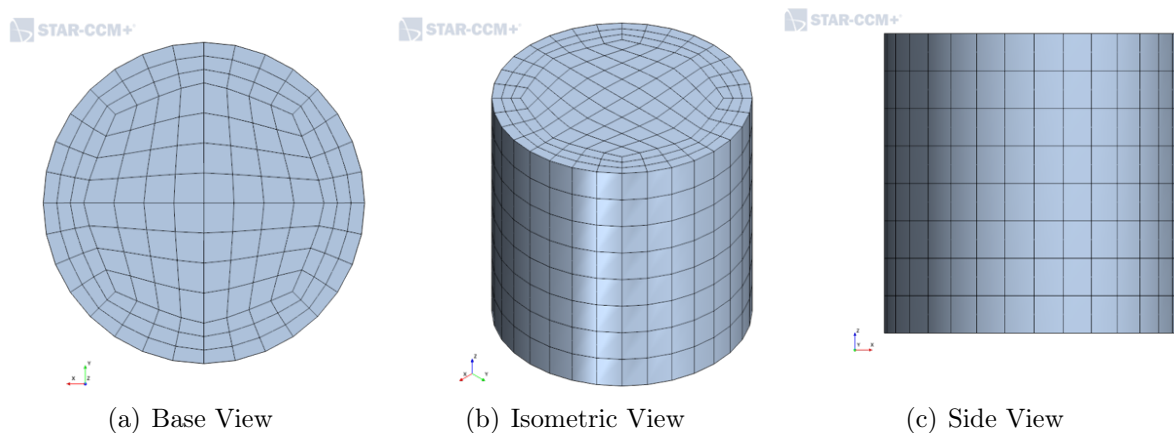 STAR-CCM+
STAR-CCM+
STAR-CCM+
X Y Z
X Y Z
Z Y X
(a) Base View
(b) Isometric View
(c) Side View